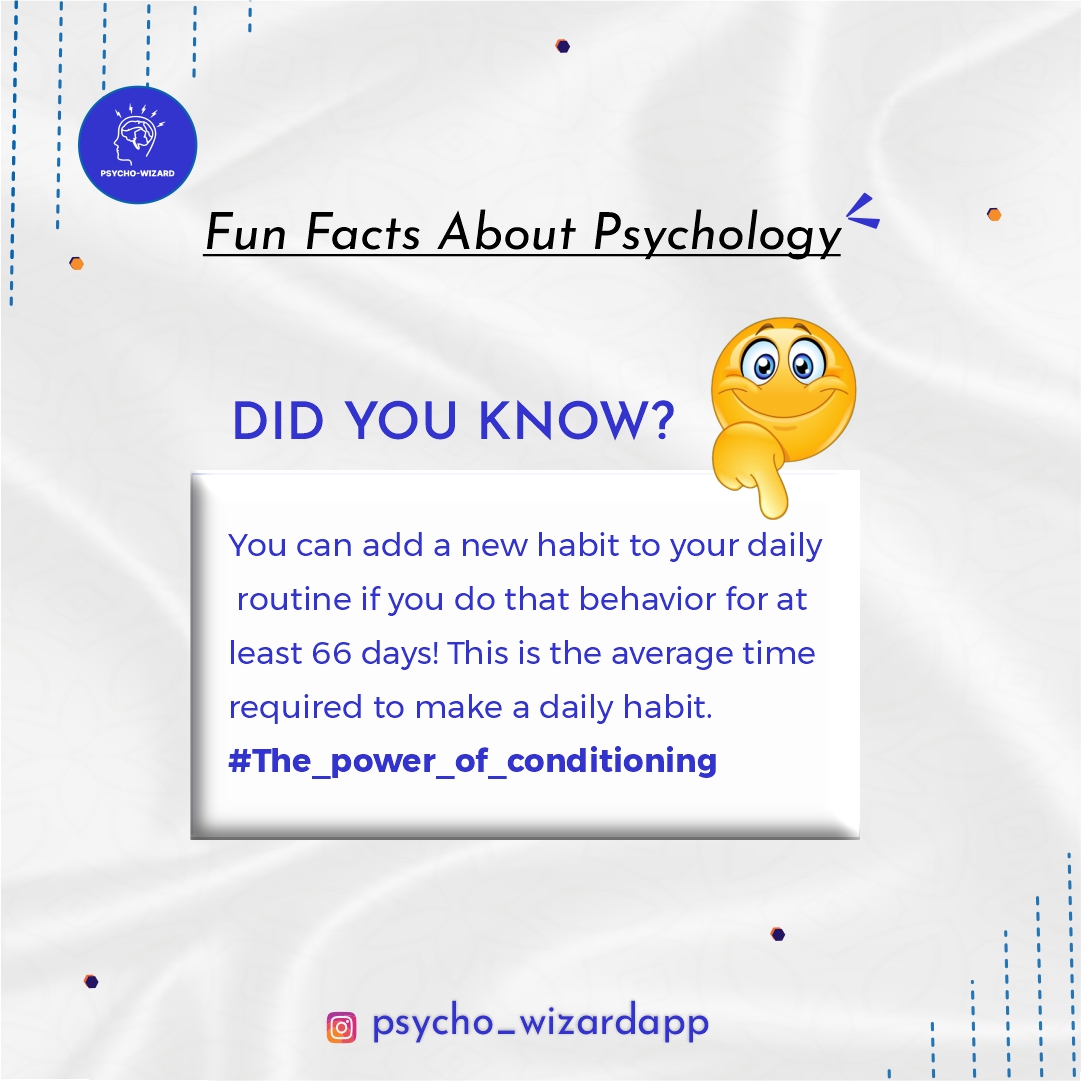 PSYCHO-WIZARD
Fun Facts About Psychology
DID YOU KNOW?
You can add a new habit to your daily
routine if you do that behavior for at
least 66 days! This is the average time
required to make a daily habit.
#The_power_of_conditioning
psycho_wizardapp